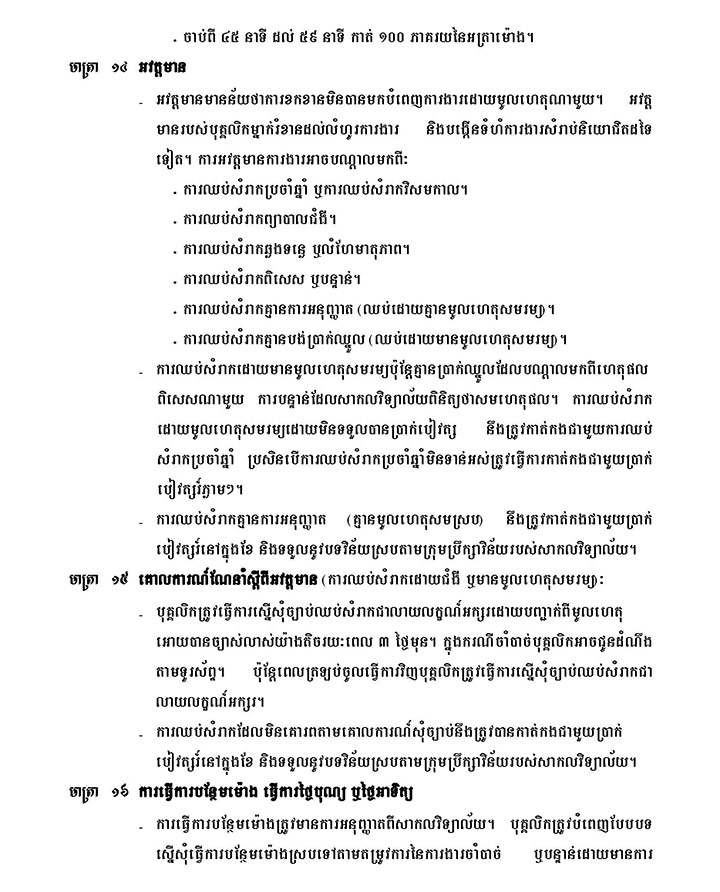 . ចាប់ពី ៤៥ នាទី ដល់ ៥៩ នាទី កាត់ ១០០ ភាគរយនៃអត្រាម៉ោង។
មាត្រា ១៤ អវត្តមាន
- អវត្តមានមានន័យថាការខកខានមិនបានមកបំពេញការងារដោយមូលហេតុណាមួយ។ អវត្ត
មានរបស់បុគ្គលិកម្នាក់រំខានដល់លំហូរការងារ និងបង្កើនទំហំការងារសំរាប់និយោជិតដទៃ
ទៀត។ ការអវត្តមានការងារអាចបណ្តាលមកពីៈ
. ការឈប់សំរាកប្រចាំឆ្នាំ ឬការឈប់សំរាកវិសមកាល។
. ការឈប់សំរាកព្យាបាលជំងឺ។
. ការឈប់សំរាកឆ្លងទន្លេ ឬលំហែមាតុភាព។
. ការឈប់សំរាកពិសេស ឬបន្ទាន់។
. ការឈប់សំរាកគ្មានការអនុញ្ញាត (ឈប់ដោយគ្មានមូលហេតុសមរម្យ)។
. ការឈប់សំរាកគ្មានបង់ប្រាក់ឈ្នួល (ឈប់ដោយមានមូលហេតុសមរម្យ)។
- ការឈប់សំរាកដោយមានមូលហេតុសមរម្យប៉ុន្តែគ្មានប្រាក់ឈ្នួលដែលបណ្តាលមកពីហេតុផល
ពិសេសណាមួយ ការបន្ទាន់ដែលសាកលវិទ្យាល័យពិនិត្យថាសមហេតុផល។ ការឈប់សំរាក
ដោយមូលហេតុសមរម្យដោយមិនទទួលបានប្រាក់បៀវត្ស នឹងត្រូវកាត់កងជាមួយការឈប់
សំរាកប្រចាំឆ្នាំ ប្រសិនបើការឈប់សំរាកប្រចាំឆ្នាំមិនទាន់អស់ត្រូវធ្វើការកាត់កងជាមួយប្រាក់
បៀវត្សរ៍ភ្លាមៗ។
- ការឈប់សំរាកគ្មានការអនុញ្ញាត (គ្មានមូលហេតុសមស្រប) នឹងត្រូវកាត់កងជាមួយប្រាក់
បៀវត្សរ៍នៅក្នុងខែ និងទទួលនូវបទវិន័យស្របតាមក្រុមប្រឹក្សាវិន័យរបស់សាកលវិទ្យាល័យ។
មាត្រា ១៥ គោលការណ៍ណែនាំស្តីពីអវត្តមាន (ការឈប់សំរាកដោយជំងឺ ឬមានមូលហេតុសមរម្យ)ៈ
- បុគ្គលិកត្រូវធ្វើការស្នើសុំច្បាប់ឈប់សំរាកជាលាយលក្ខណ៍អក្សរដោយបញ្ជាក់ពីមូលហេតុ
អោយបានច្បាស់លាស់យ៉ាងតិចរយៈពេល ៣ ថ្ងៃមុន។ ក្នុងករណីចាំបាច់បុគ្គលិកអាចជូនដំណឹង
តាមទូរស័ព្ទ។ ប៉ុន្តែពេលត្រឡប់ចូលធ្វើការវិញបុគ្គលិកត្រូវធ្វើការស្នើសុំច្បាប់ឈប់សំរាកជា
លាយលក្ខណ៍អក្សរ។
- ការឈប់សំរាកដែលមិនគោរពតាមគោលការណ៍សុំច្បាប់នឹងត្រូវបានកាត់កងជាមួយប្រាក់
បៀវត្សរ៍នៅក្នុងខែ និងទទួលនូវបទវិន័យស្របតាមក្រុមប្រឹក្សាវិន័យរបស់សាកលវិទ្យាល័យ។
មាត្រា ១៦ ការធ្វើការបន្ថែមម៉ោង ធ្វើការថ្ងៃបុណ្យ ឬថ្ងៃអាទិត្យ
- ការធ្វើការបន្ថែមម៉ោងត្រូវមានការអនុញ្ញាតពីសាកលវិទ្យាល័យ។ បុគ្គលិកត្រូវបំពេញបែបបទ
ស្នើសុំធ្វើការបន្ថែមម៉ោងស្របទៅតាមតម្រូវការនៃការងារចាំបាច់ ឬបន្ទាន់ដោយមានការ